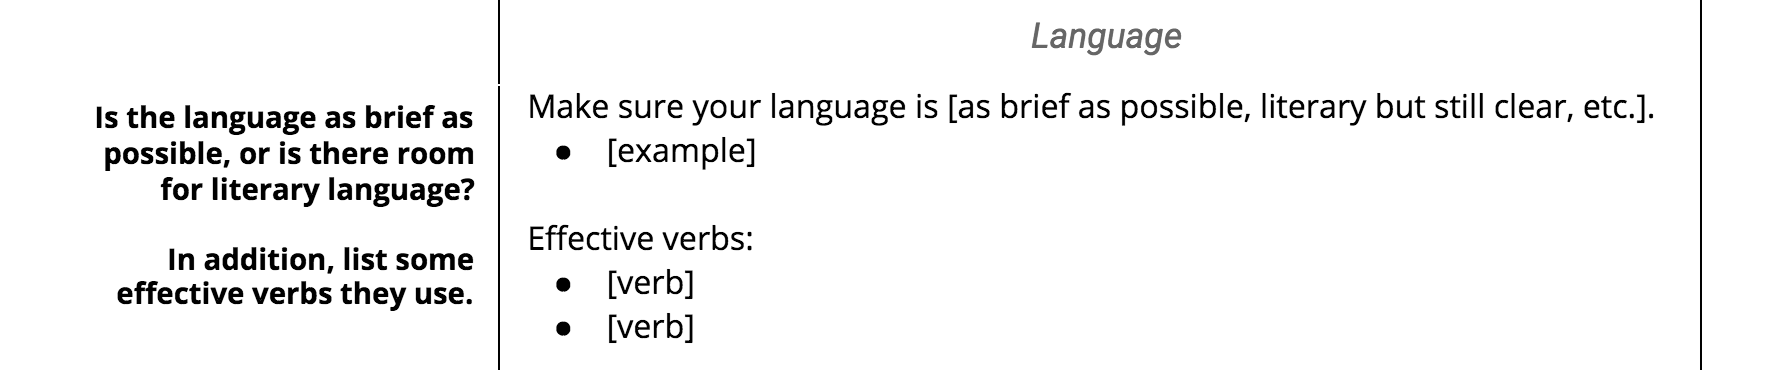 Language
Is the language as brief as
possible, or is there room
for literary language?
In addition, list some
effective verbs they use.
Make sure your language is [as brief as possible, literary but still clear, etc.].
● [example]
Effective verbs:
● [verb]
● [verb]